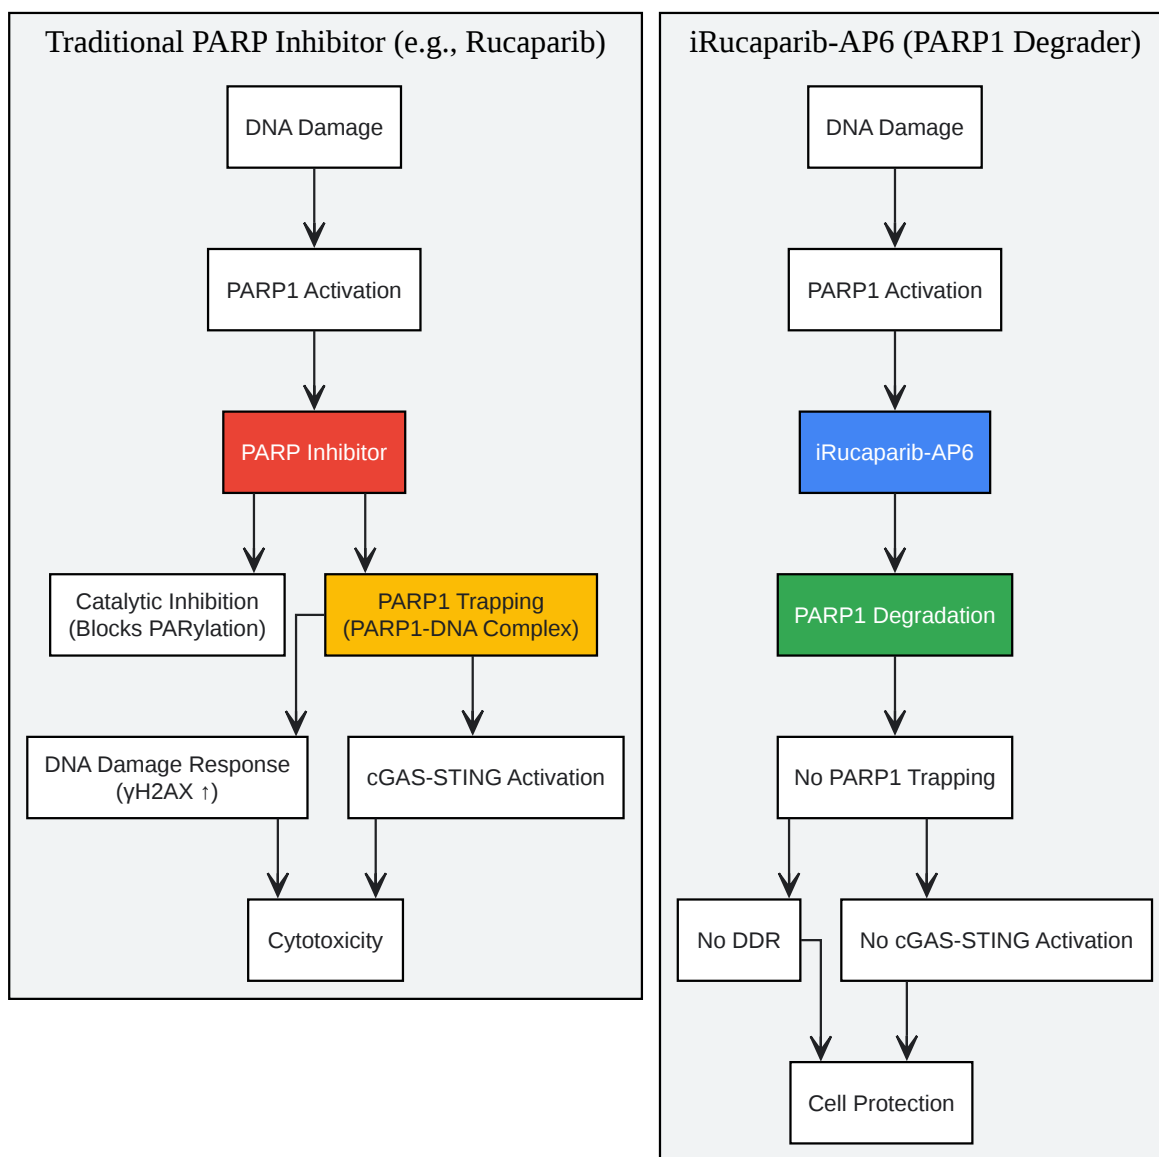 Traditional PARP Inhibitor (e.g., Rucaparib)
DNA Damage
PARP1 Activation
PARP Inhibitor
Catalytic Inhibition
(Blocks PARylation)
PARP1 Trapping
(PARP1-DNA Complex)
DNA Damage Response
(γH2AX ↑)
cGAS-STING Activation
Cytotoxicity
iRucaparib-AP6 (PARP1 Degrader)
DNA Damage
PARP1 Activation
iRucaparib-AP6
PARP1 Degradation
No PARP1 Trapping
No DDR
No cGAS-STING Activation
Cell Protection